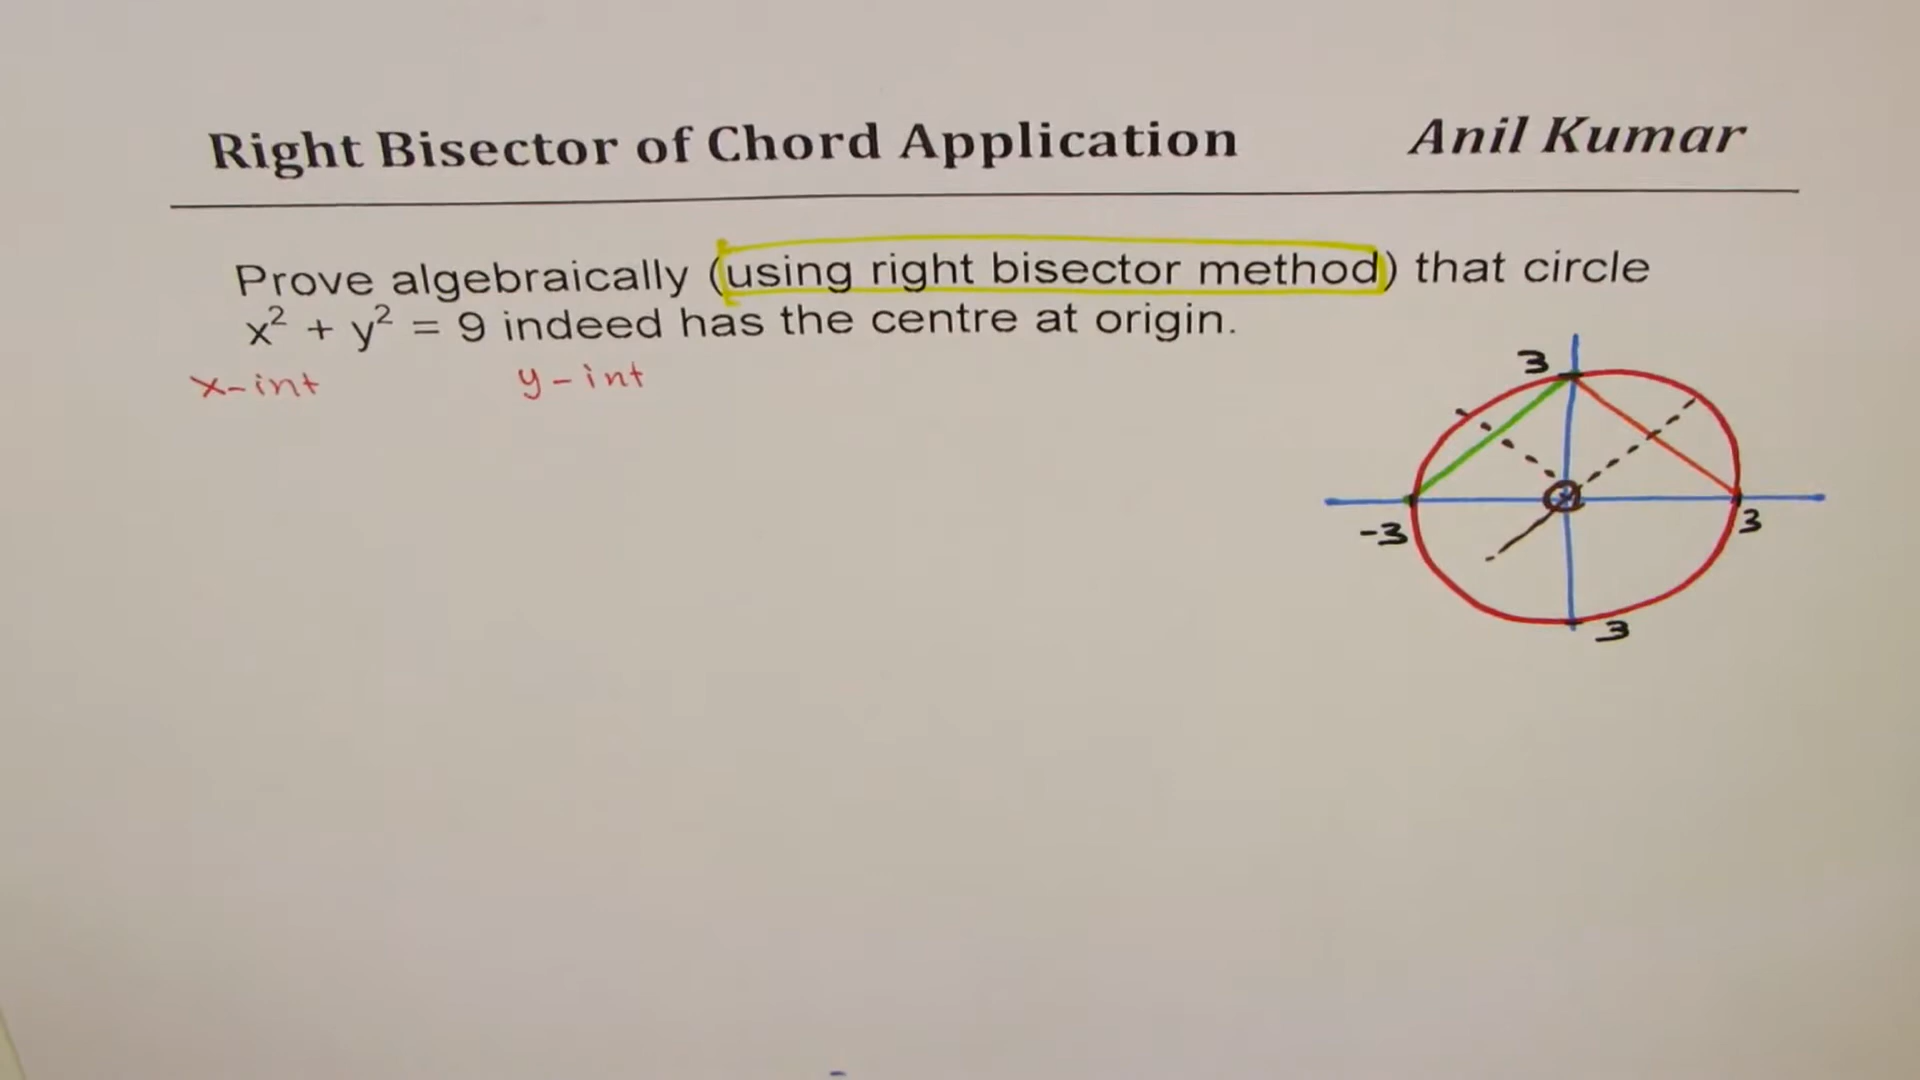 Right Bisector of Chord Application Anil Kumar
Prove algebraically (using right bisector method) that circle
x² + y² = 9 indeed has the centre at origin.
x-int y-int
3
-3 3
3